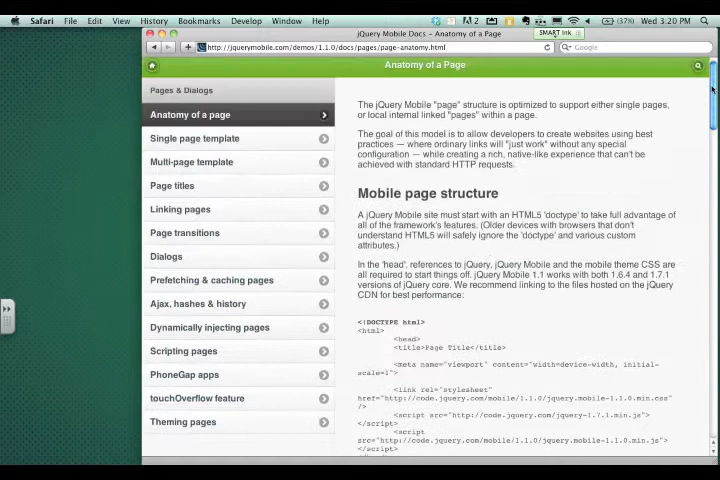 Safari File Edit View History Bookmarks Develop Window Help 2 (37%) Wed 3:20 PM
jQuery Mobile Docs – Anatomy of a Page SMART Ink
http://jquerymobile.com/demos/1.1.0/docs/pages/page-anatomy.html Google
Anatomy of a Page
Pages & Dialogs
Anatomy of a page
Single page template
Multi-page template
Page titles
Linking pages
Page transitions
Dialogs
Prefetching & caching pages
Ajax, hashes & history
Dynamically injecting pages
Scripting pages
PhoneGap apps
touchOverflow feature
Theming pages
The jQuery Mobile "page" structure is optimized to support either single pages,
or local internal linked "pages" within a page.
The goal of this model is to allow developers to create websites using best
practices — where ordinary links will "just work" without any special
configuration — while creating a rich, native-like experience that can't be
achieved with standard HTTP requests.
Mobile page structure
A jQuery Mobile site must start with an HTML5 'doctype' to take full advantage of
all of the framework's features. (Older devices with browsers that don't
understand HTML5 will safely ignore the 'doctype' and various custom
attributes.)
In the 'head', references to jQuery, jQuery Mobile and the mobile theme CSS are
all required to start things off. jQuery Mobile 1.1 works with both 1.6.4 and 1.7.1
versions of jQuery core. We recommend linking to the files hosted on the jQuery
CDN for best performance:
<!DOCTYPE html>
<html>
<head>
<title>Page Title</title>
<meta name="viewport" content="width=device-width, initial-
scale=1">
<link rel="stylesheet"
href="http://code.jquery.com/mobile/1.1.0/jquery.mobile-1.1.0.min.css"
/>
<script src="http://code.jquery.com/jquery-1.7.1.min.js">
</script>
<script
src="http://code.jquery.com/mobile/1.1.0/jquery.mobile-1.1.0.min.js">